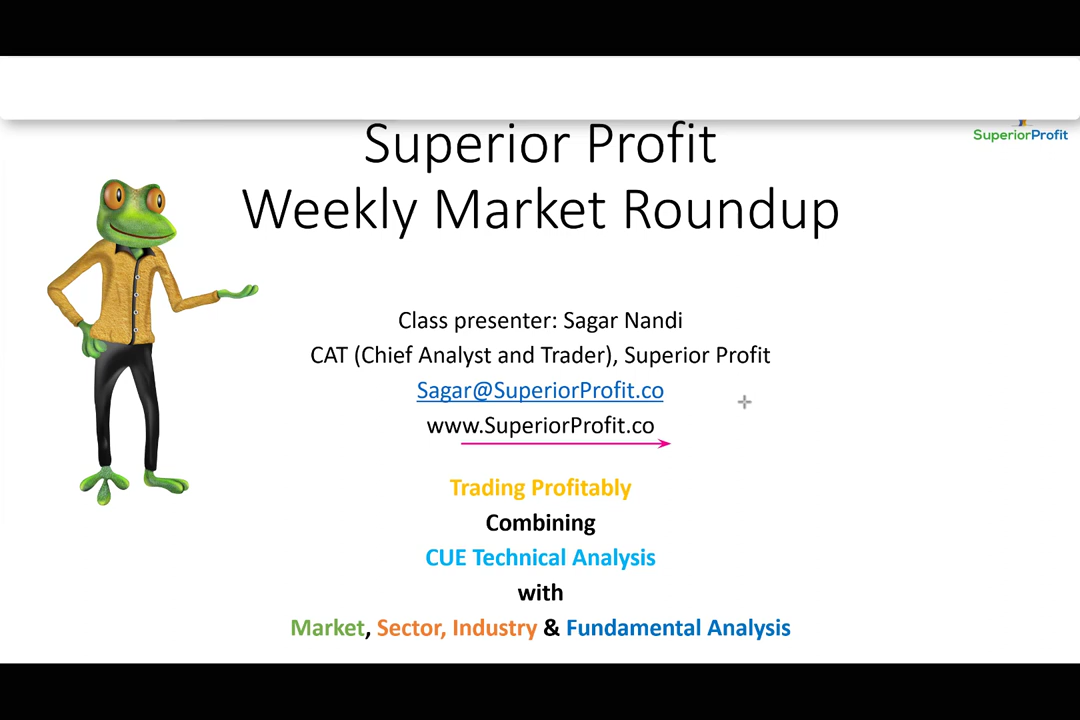 SuperiorProfit
Superior Profit
Weekly Market Roundup
Class presenter: Sagar Nandi
CAT (Chief Analyst and Trader), Superior Profit
Sagar@SuperiorProfit.co
www.SuperiorProfit.co
Trading Profitably
Combining
CUE Technical Analysis
with
Market, Sector, Industry & Fundamental Analysis